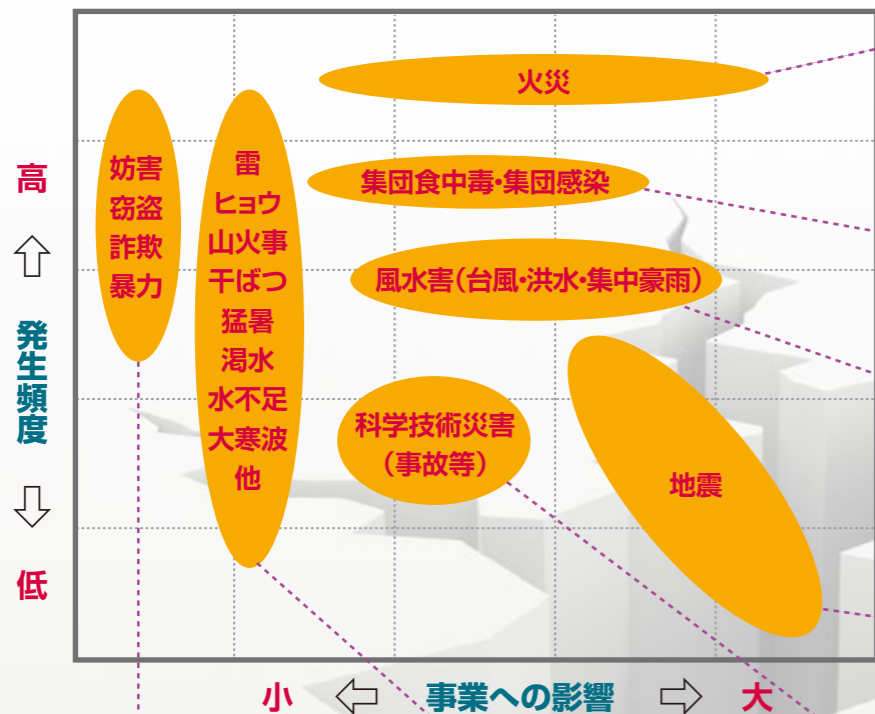 火災
妨害
窃盗
詐欺
暴力
雷
ヒョウ
山火事
干ばつ
猛暑
渇水
水不足
大寒波
他
集団食中毒・集団感染
風水害（台風・洪水・集中豪雨）
科学技術災害
（事故等）
地震
高
発生頻度
低
小
事業への影響
大